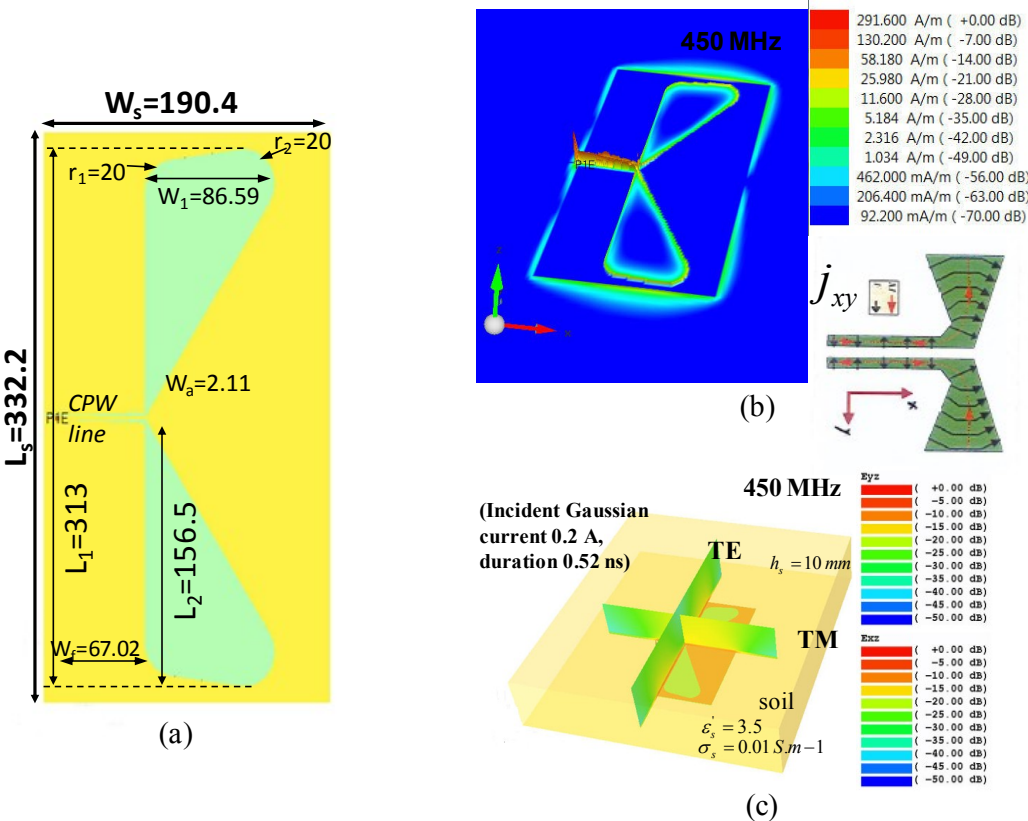 Wₛ=190.4
r₂=20
r₁=20
W₁=86.59
Lₛ=332.2
Wₐ=2.11
CPW
line
L₁=313
L₂=156.5
W_f=67.02
(a)
450 MHz
291.600 A/m ( +0.00 dB)
130.200 A/m ( -7.00 dB)
58.180 A/m ( -14.00 dB)
25.980 A/m ( -21.00 dB)
11.600 A/m ( -28.00 dB)
5.184 A/m ( -35.00 dB)
2.316 A/m ( -42.00 dB)
1.034 A/m ( -49.00 dB)
462.000 mA/m ( -56.00 dB)
206.400 mA/m ( -63.00 dB)
92.200 mA/m ( -70.00 dB)
z
x
j_xy
x
y
(b)
450 MHz
(Incident Gaussian
current 0.2 A,
duration 0.52 ns)
TE
hₛ = 10 mm
TM
soil
εₛ' = 3.5
σₛ = 0.01 S.m−1
Eyz
( +0.00 dB)
( -5.00 dB)
( -10.00 dB)
( -15.00 dB)
( -20.00 dB)
( -25.00 dB)
( -30.00 dB)
( -35.00 dB)
( -40.00 dB)
( -45.00 dB)
( -50.00 dB)
Exz
( +0.00 dB)
( -5.00 dB)
( -10.00 dB)
( -15.00 dB)
( -20.00 dB)
( -25.00 dB)
( -30.00 dB)
( -35.00 dB)
( -40.00 dB)
( -45.00 dB)
( -50.00 dB)
(c)